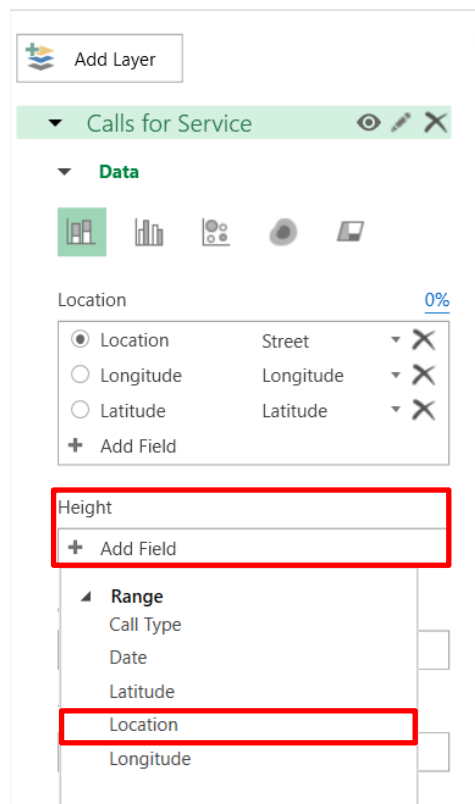 Add Layer
Calls for Service
Data
Location 0%
Location Street
Longitude Longitude
Latitude Latitude
Add Field
Height
Add Field
Range
Call Type
Date
Latitude
Location
Longitude